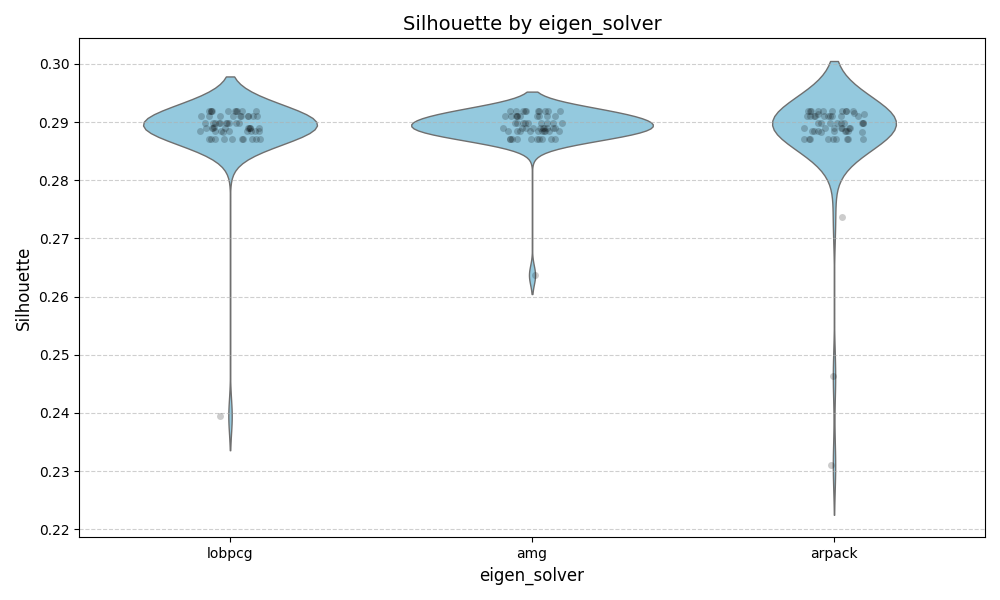 Silhouette by eigen_solver
Silhouette
0.30
0.29
0.28
0.27
0.26
0.25
0.24
0.23
0.22
lobpcg
amg
arpack
eigen_solver